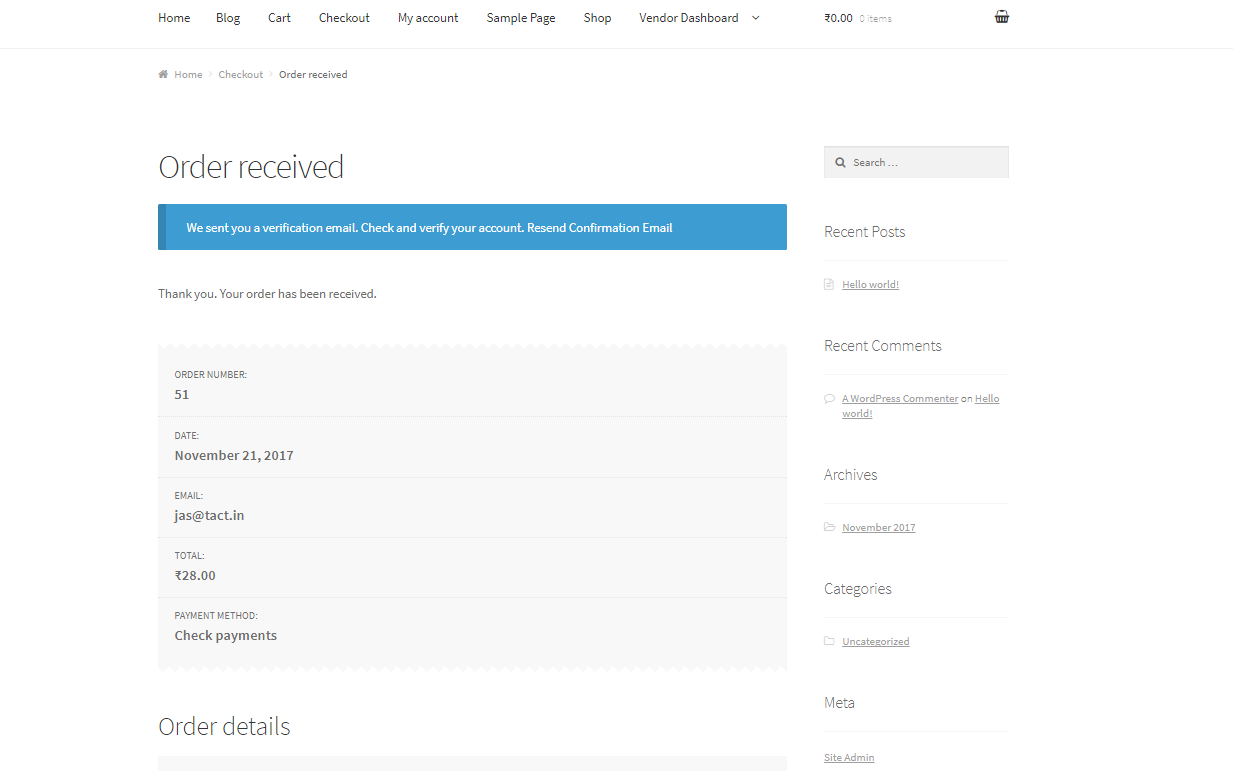 Home Blog Cart Checkout My account Sample Page Shop Vendor Dashboard ₹0.00 0 items
Home Checkout Order received
Order received
We sent you a verification email. Check and verify your account. Resend Confirmation Email
Thank you. Your order has been received.
ORDER NUMBER:
51
DATE:
November 21, 2017
EMAIL:
jas@tact.in
TOTAL:
₹28.00
PAYMENT METHOD:
Check payments
Order details
Search …
Recent Posts
Hello world!
Recent Comments
A WordPress Commenter on Hello
world!
Archives
November 2017
Categories
Uncategorized
Meta
Site Admin